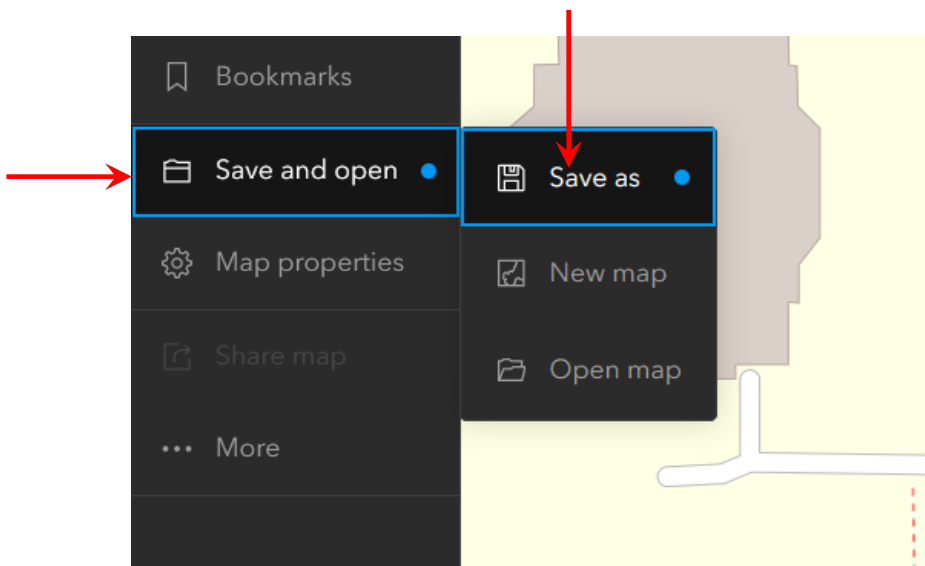 Bookmarks
Save and open
Map properties
Share map
More
Save as
New map
Open map